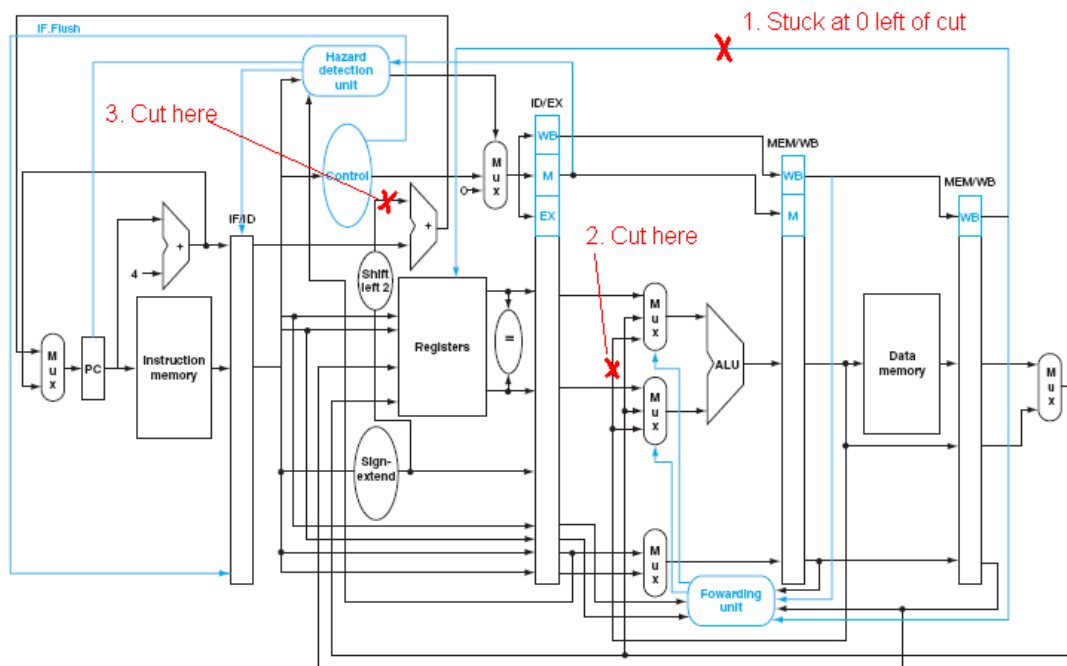 1. Stuck at 0 left of cut
IF.Flush
Hazard
detection
unit
ID/EX
3. Cut here
WB
MEM/WB
Control
M
u
x
M
WB
MEM/WB
0
EX
M
WB
IF/ID
+
+
2. Cut here
4
Shift
left 2
M
u
x
PC
Instruction
memory
Registers
=
M
u
x
ALU
Data
memory
M
u
x
M
u
x
Sign-
extend
M
u
x
Fowarding
unit